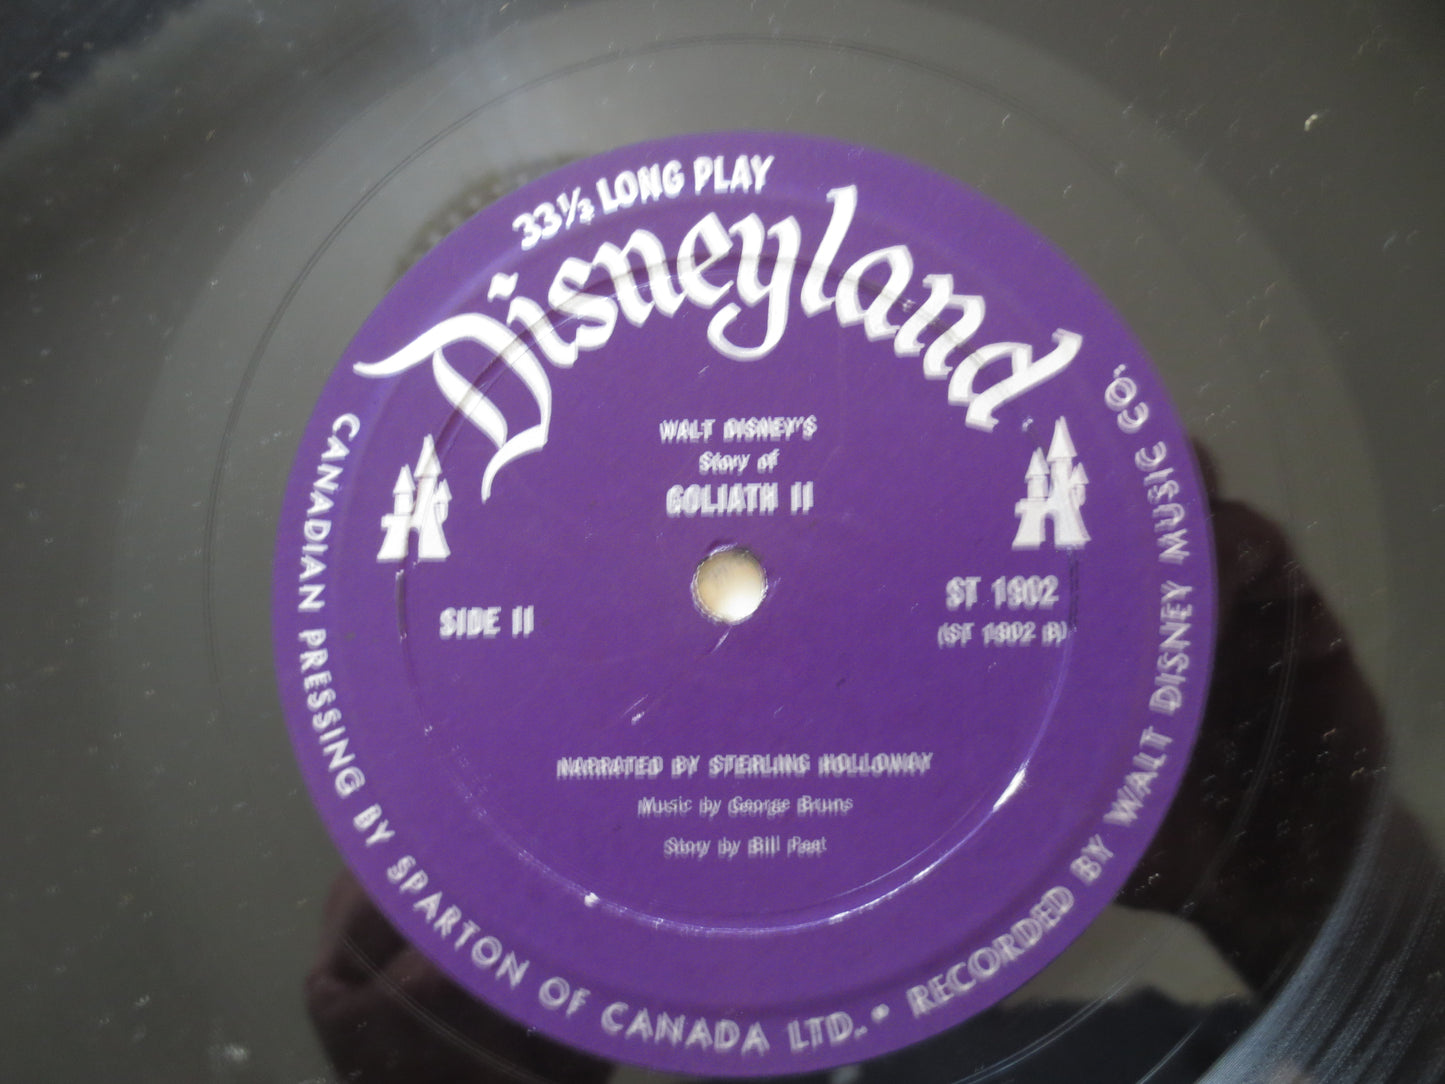 33⅓ LONG PLAY
Disneyland
WALT DISNEY'S
Story of
GOLIATH II
SIDE II
ST 1902
(ST 1902 B)
NARRATED BY STERLING HOLLOWAY
Music by George Bruns
Story by Bill Peet
CANADIAN PRESSING BY SPARTON OF CANADA LTD. • RECORDED BY WALT DISNEY MUSIC CO.